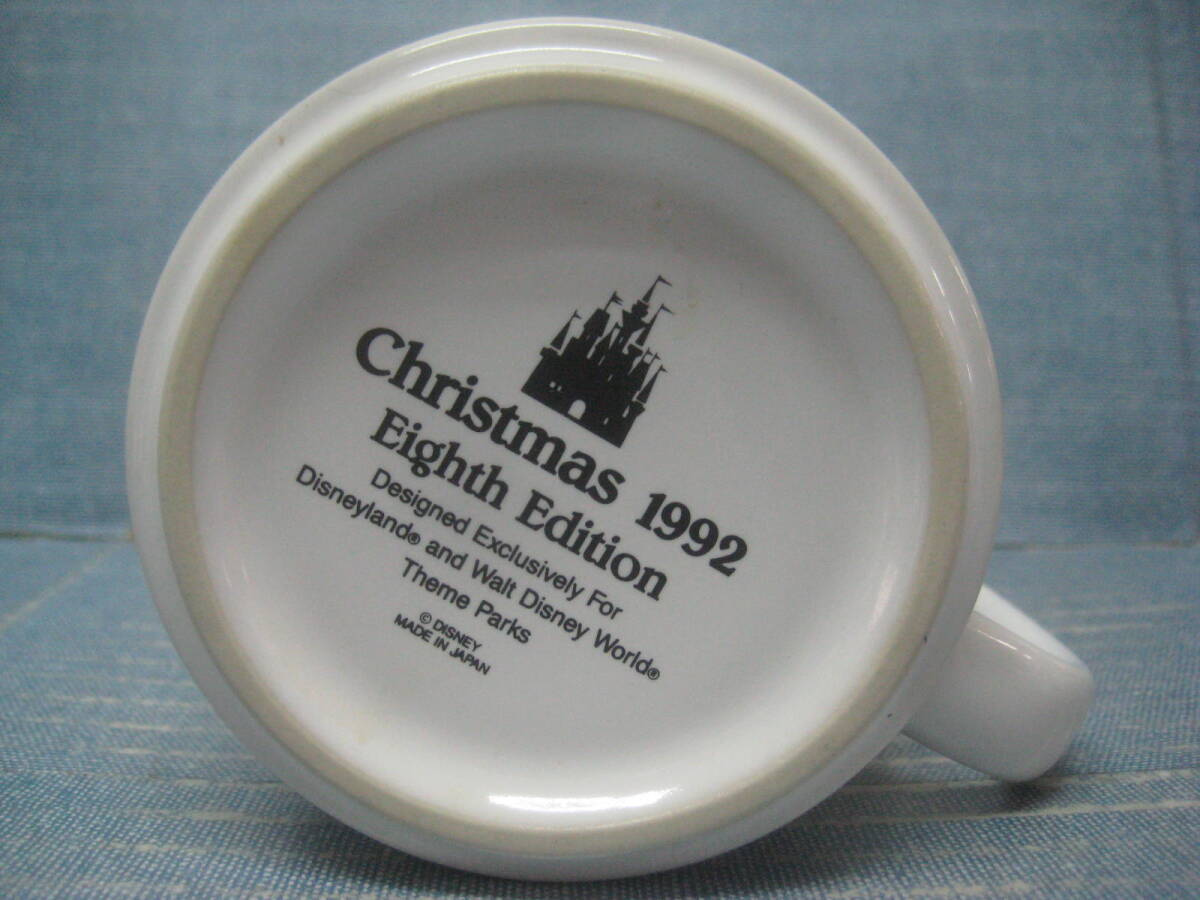 Christmas 1992
Eighth Edition
Designed Exclusively For
Disneyland® and Walt Disney World®
Theme Parks
© DISNEY
MADE IN JAPAN